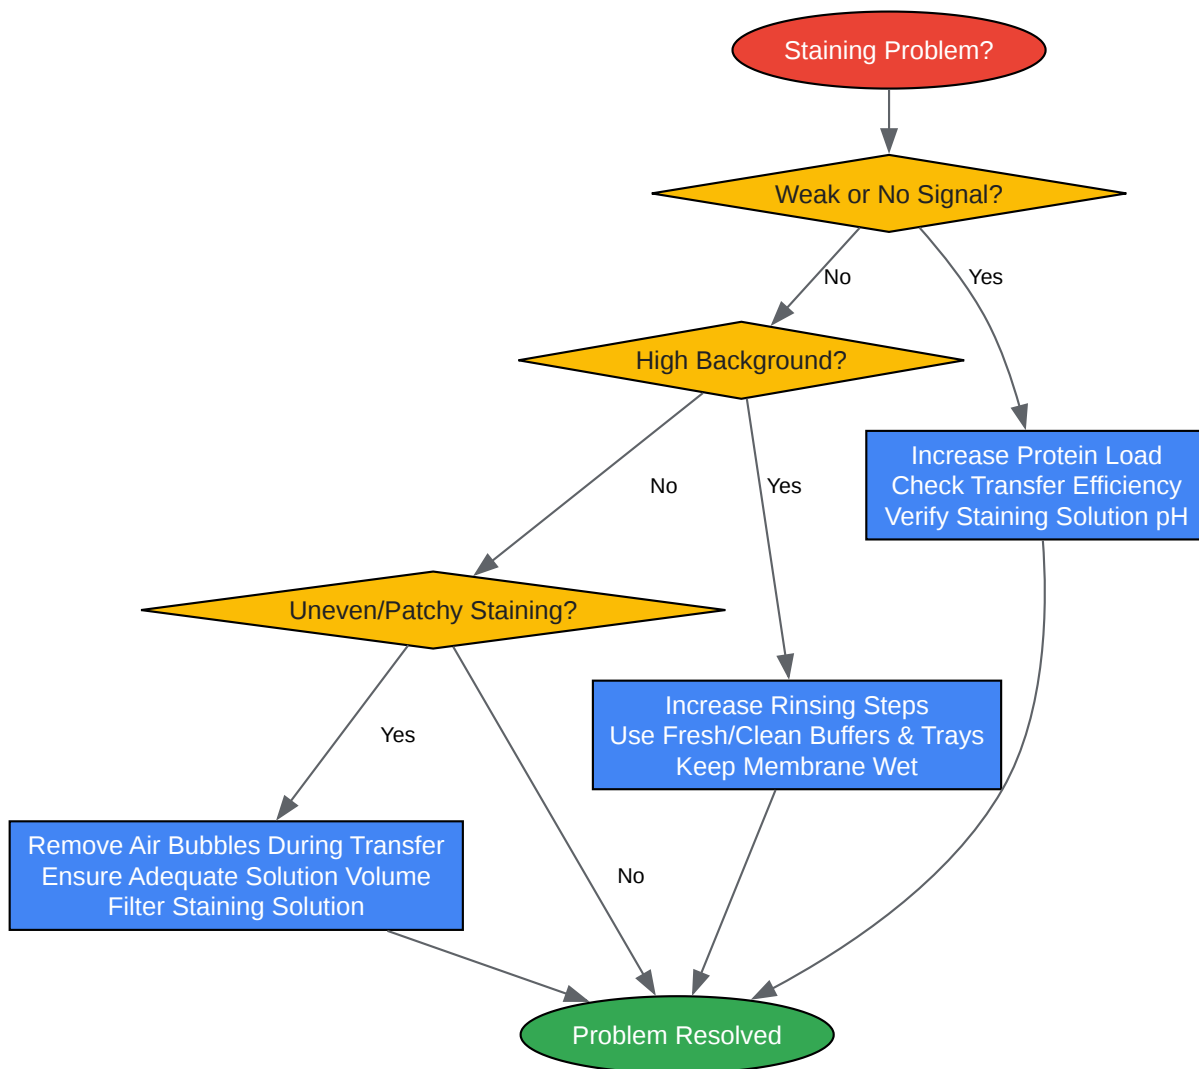 Staining Problem?
Weak or No Signal?
No
Yes
High Background?
Increase Protein Load
Check Transfer Efficiency
Verify Staining Solution pH
No
Yes
Uneven/Patchy Staining?
Increase Rinsing Steps
Use Fresh/Clean Buffers & Trays
Keep Membrane Wet
Yes
Remove Air Bubbles During Transfer
Ensure Adequate Solution Volume
Filter Staining Solution
No
Problem Resolved